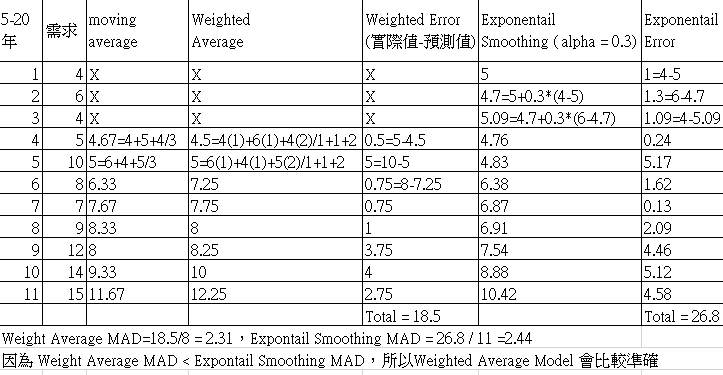 5-20年 需求 moving average Weighted Average Weighted Error (實際值-預測值) Exponentail Smoothing ( alpha = 0.3) Exponentail Error
1 4 X X X 5 1=4-5
2 6 X X X 4.7=5+0.3*(4-5) 1.3=6-4.7
3 4 X X X 5.09=4.7+0.3*(6-4.7) 1.09=4-5.09
4 5 4.67=4+5+4/3 4.5=4(1)+6(1)+4(2)/1+1+2 0.5=5-4.5 4.76 0.24
5 10 5=6+4+5/3 5=6(1)+4(1)+5(2)/1+1+2 5=10-5 4.83 5.17
6 8 6.33 7.25 0.75=8-7.25 6.38 1.62
7 7 7.67 7.75 0.75 6.87 0.13
8 9 8.33 8 1 6.91 2.09
9 12 8 8.25 3.75 7.54 4.46
10 14 9.33 10 4 8.88 5.12
11 15 11.67 12.25 2.75 10.42 4.58
Total = 18.5 Total = 26.8
Weight Average MAD=18.5/8 = 2.31，Expontail Smoothing MAD = 26.8 / 11 =2.44
因為 Weight Average MAD < Expontail Smoothing MAD，所以Weighted Average Model 會比較準確